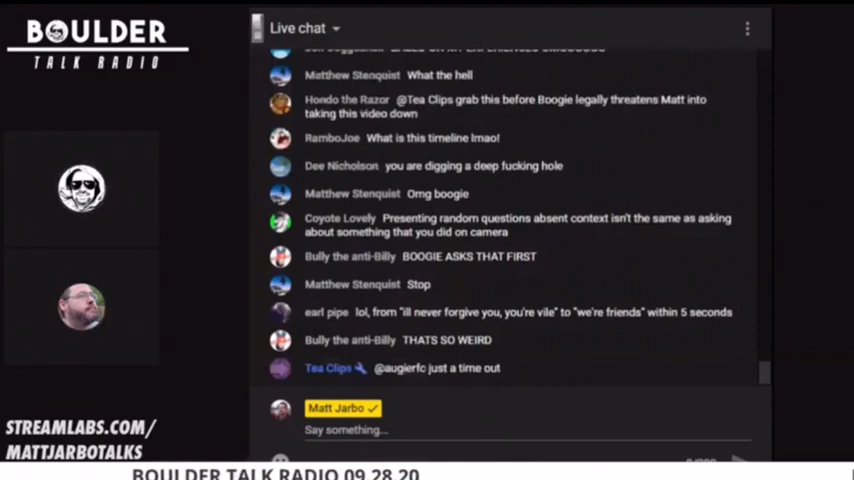 BOULDER
TALK RADIO
Live chat
Matthew Stenquist What the hell
Hondo the Razor @Tea Clips grab this before Boogie legally threatens Matt into
taking this video down
RamboJoe What is this timeline lmao!
Dee Nicholson you are digging a deep fucking hole
Matthew Stenquist Omg boogie
Coyote Lovely Presenting random questions absent context isn't the same as asking
about something that you did on camera
Bully the anti-Billy BOOGIE ASKS THAT FIRST
Matthew Stenquist Stop
earl pipe lol, from "ill never forgive you, you're vile" to "we're friends" within 5 seconds
Bully the anti-Billy THATS SO WEIRD
Tea Clips @augierfc just a time out
Matt Jarbo
Say something...
STREAMLABS.COM/
MATTJARBOTALKS
BOULDER TALK RADIO 09.28.20